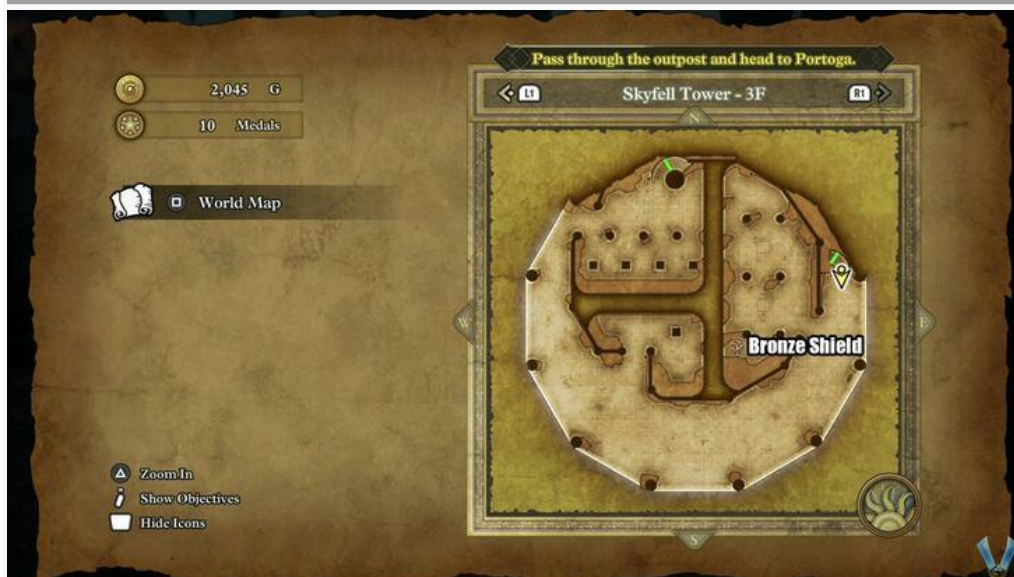 Pass through the outpost and head to Portoga.
L1
Skyfell Tower - 3F
R1
2,045 G
10 Medals
N
World Map
W
E
Bronze Shield
Zoom In
Show Objectives
Hide Icons
S